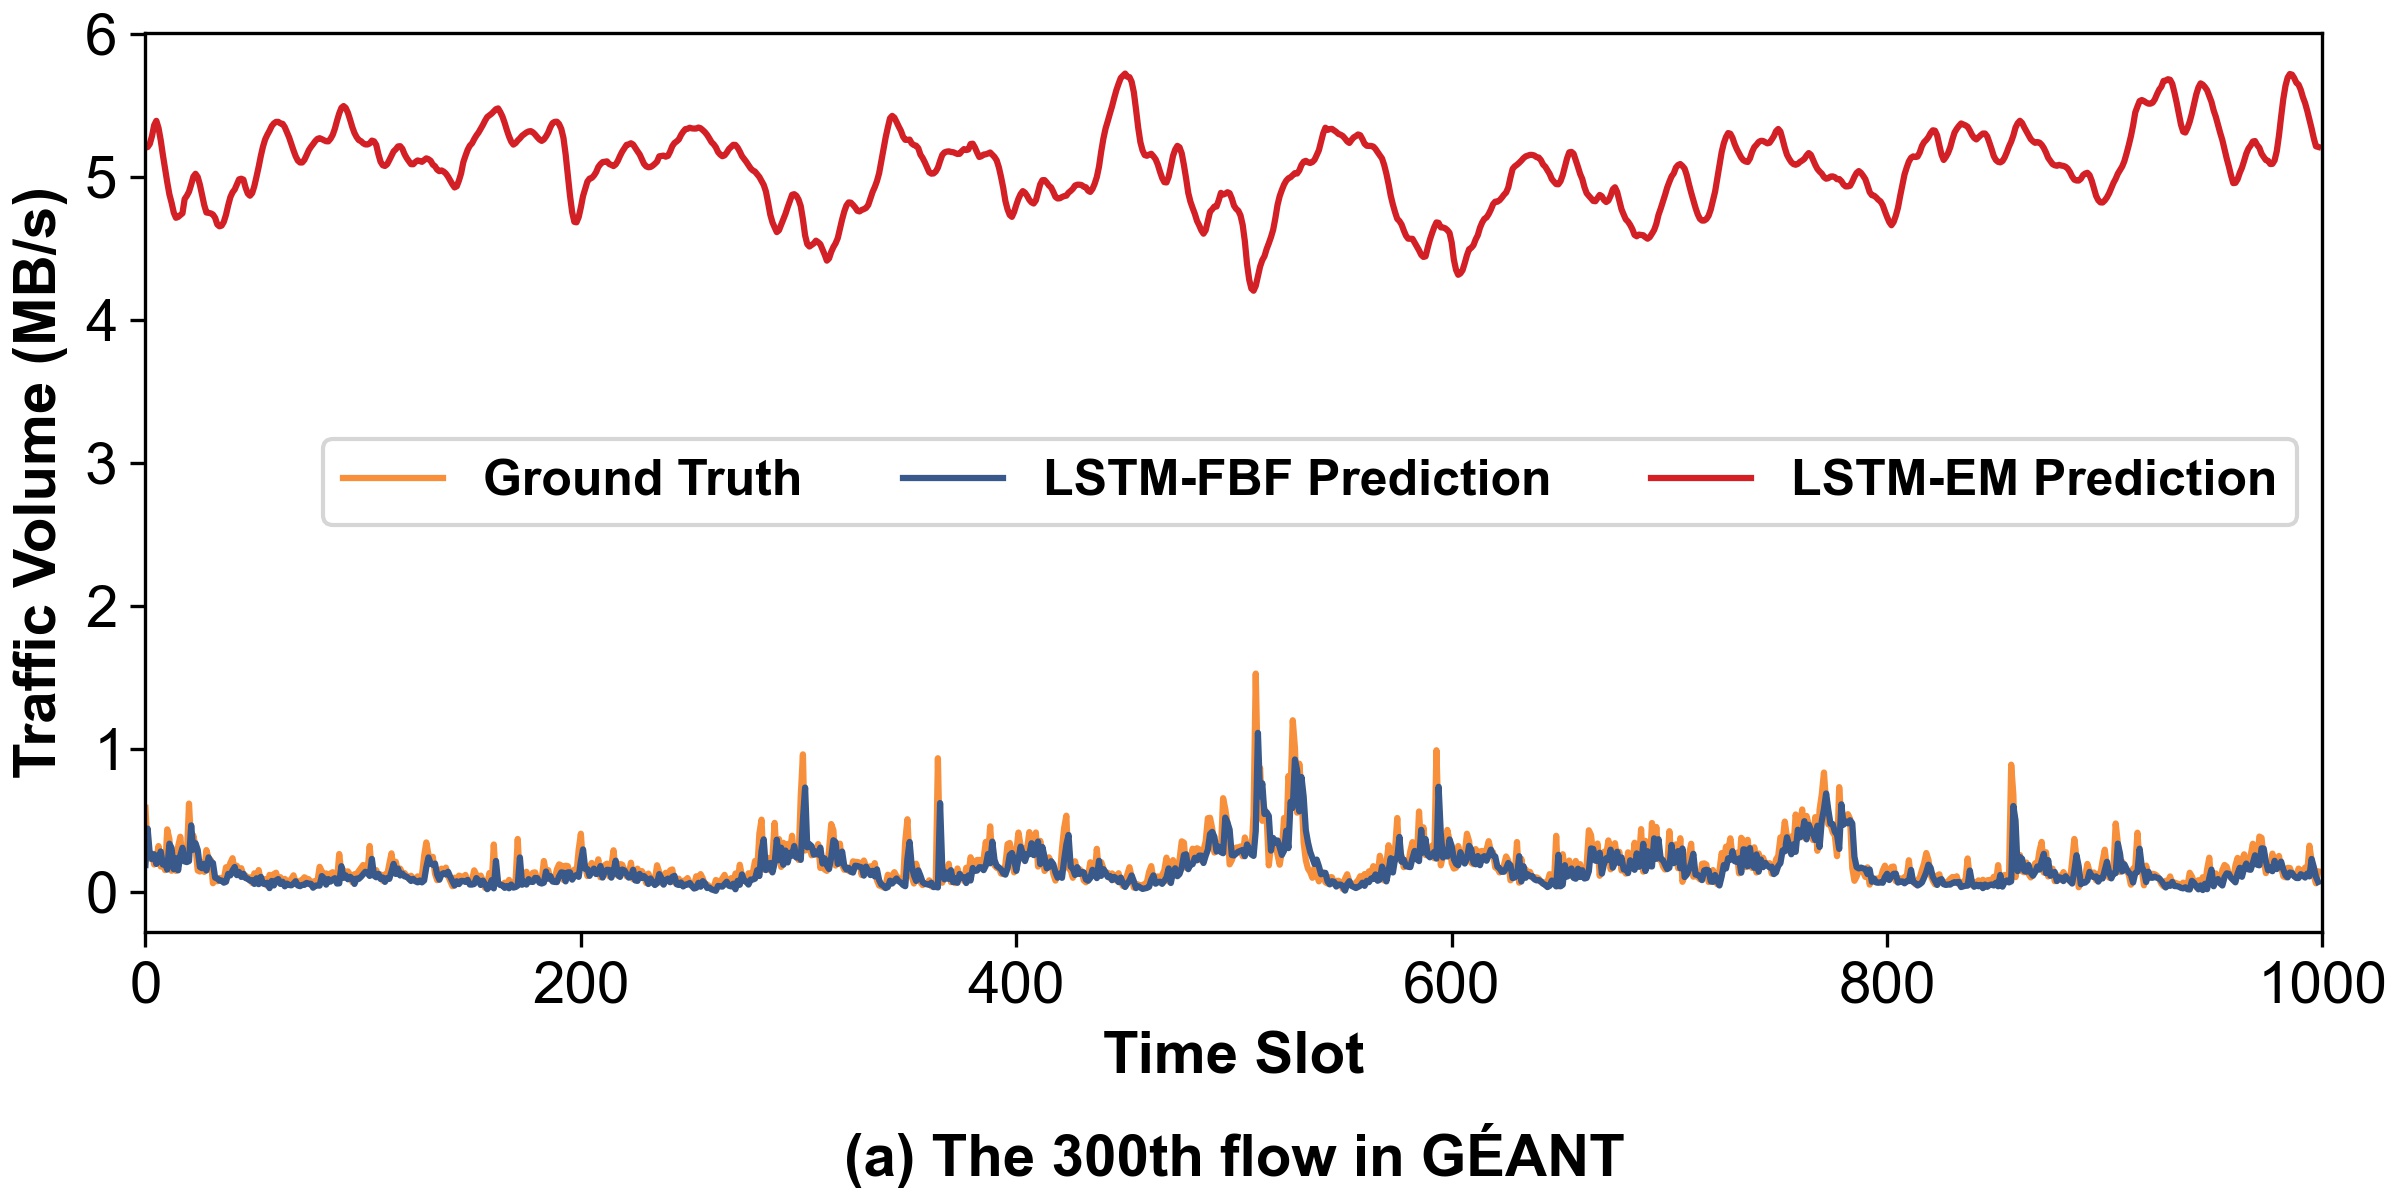 Traffic Volume (MB/s)
6
5
4
3
2
1
0
Ground Truth LSTM-FBF Prediction LSTM-EM Prediction
0 200 400 600 800 1000
Time Slot
(a) The 300th flow in GÉANT